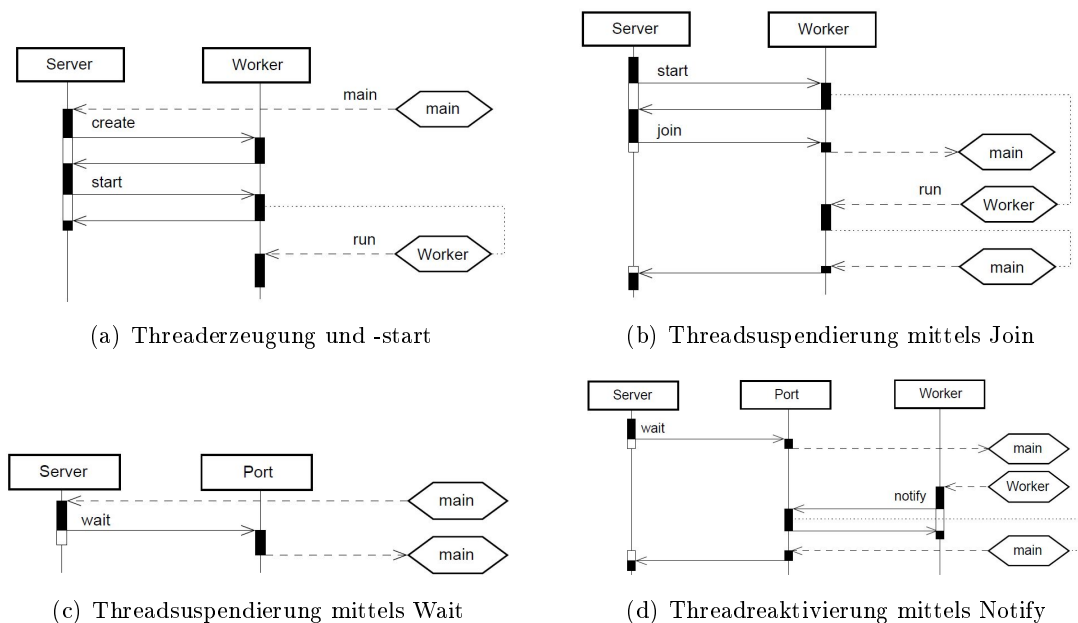 Server
Worker
main
main
create
start
run
Worker
(a) Threaderzeugung und -start
Server
Worker
start
join
main
run
Worker
main
(b) Threadsuspendierung mittels Join
Server
Port
main
wait
main
(c) Threadsuspendierung mittels Wait
Server
Port
Worker
wait
main
Worker
notify
main
(d) Threadreaktivierung mittels Notify